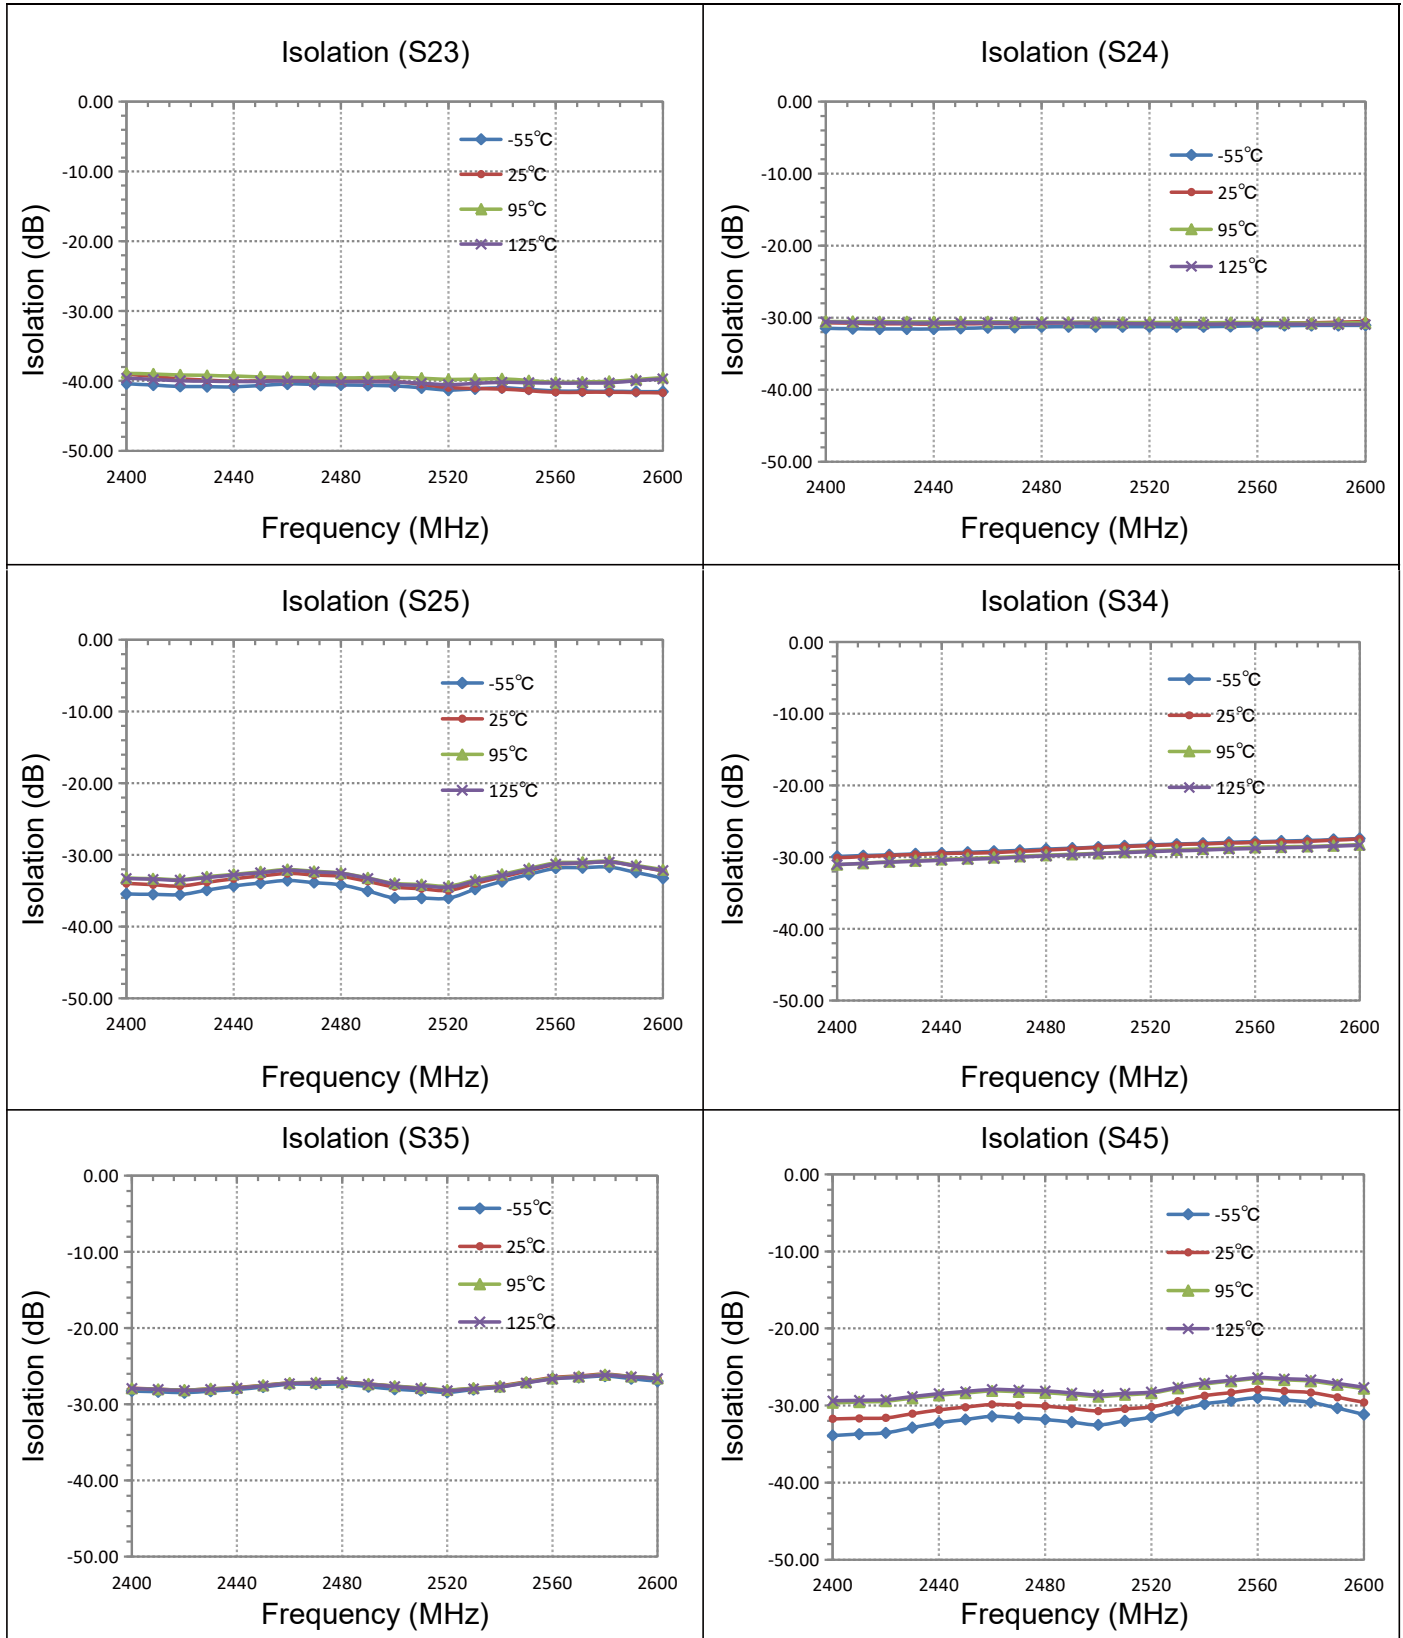 Isolation (S23)
0.00
-10.00
-20.00
-30.00
-40.00
-50.00
Isolation (dB)
-55℃
25℃
95℃
125℃
2400 2440 2480 2520 2560 2600
Frequency (MHz)
Isolation (S24)
0.00
-10.00
-20.00
-30.00
-40.00
-50.00
Isolation (dB)
-55℃
25℃
95℃
125℃
2400 2440 2480 2520 2560 2600
Frequency (MHz)
Isolation (S25)
0.00
-10.00
-20.00
-30.00
-40.00
-50.00
Isolation (dB)
-55℃
25℃
95℃
125℃
2400 2440 2480 2520 2560 2600
Frequency (MHz)
Isolation (S34)
0.00
-10.00
-20.00
-30.00
-40.00
-50.00
Isolation (dB)
-55℃
25℃
95℃
125℃
2400 2440 2480 2520 2560 2600
Frequency (MHz)
Isolation (S35)
0.00
-10.00
-20.00
-30.00
-40.00
-50.00
Isolation (dB)
-55℃
25℃
95℃
125℃
2400 2440 2480 2520 2560 2600
Frequency (MHz)
Isolation (S45)
0.00
-10.00
-20.00
-30.00
-40.00
-50.00
Isolation (dB)
-55℃
25℃
95℃
125℃
2400 2440 2480 2520 2560 2600
Frequency (MHz)